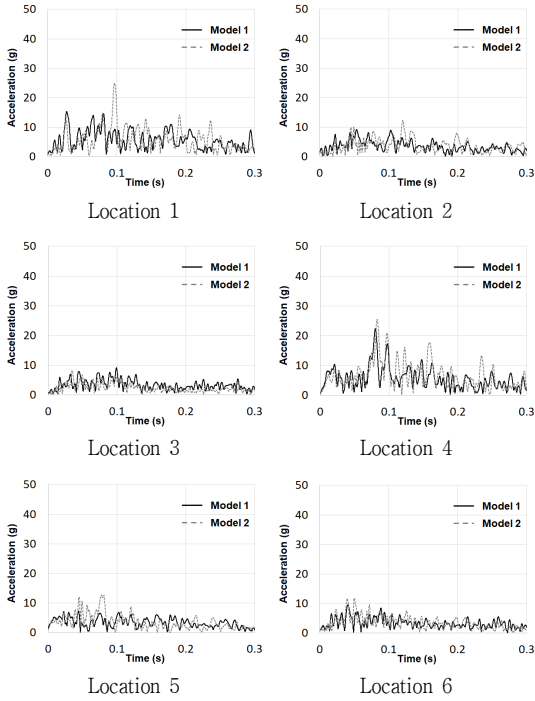 50
40
30
20
10
0
Acceleration (g)
Model 1
Model 2
0 0.1 0.2 0.3
Time (s)
Location 1
50
40
30
20
10
0
Acceleration (g)
Model 1
Model 2
0 0.1 0.2 0.3
Time (s)
Location 2
50
40
30
20
10
0
Acceleration (g)
Model 1
Model 2
0 0.1 0.2 0.3
Time (s)
Location 3
50
40
30
20
10
0
Acceleration (g)
Model 1
Model 2
0 0.1 0.2 0.3
Time (s)
Location 4
50
40
30
20
10
0
Acceleration (g)
Model 1
Model 2
0 0.1 0.2 0.3
Time (s)
Location 5
50
40
30
20
10
0
Acceleration (g)
Model 1
Model 2
0 0.1 0.2 0.3
Time (s)
Location 6